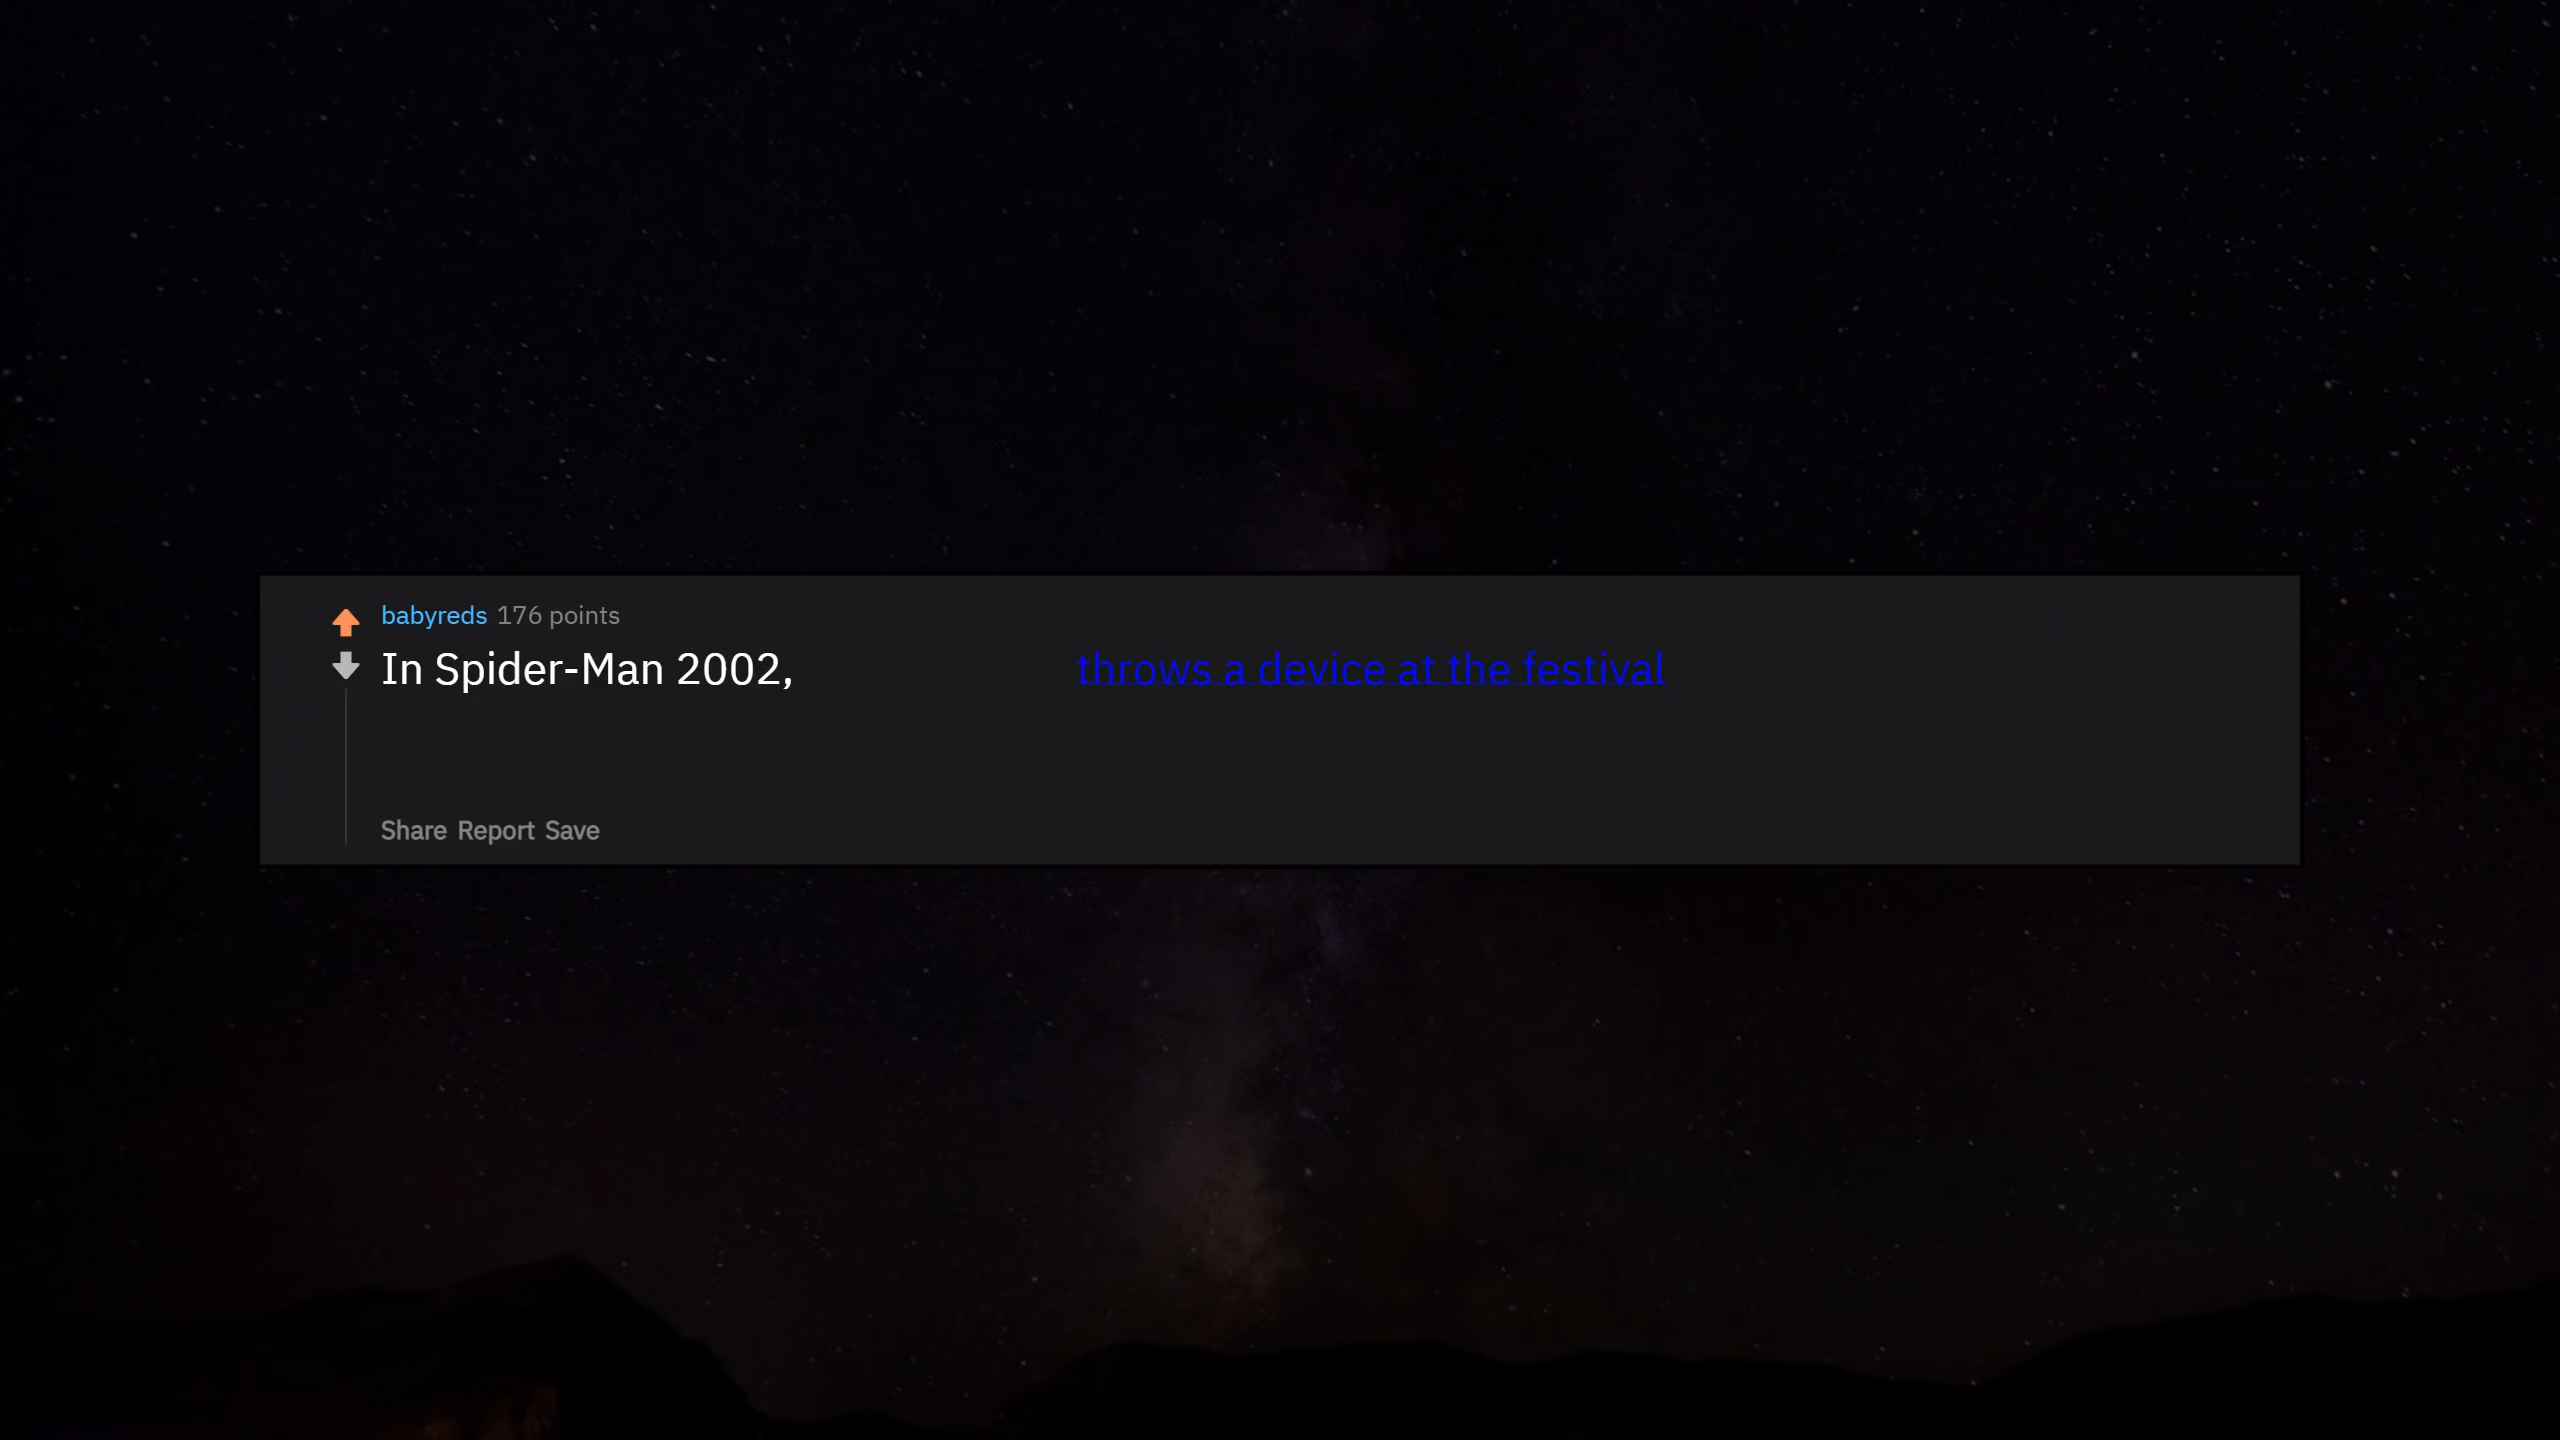 babyreds 176 points
In Spider-Man 2002, throws a device at the festival
Share Report Save